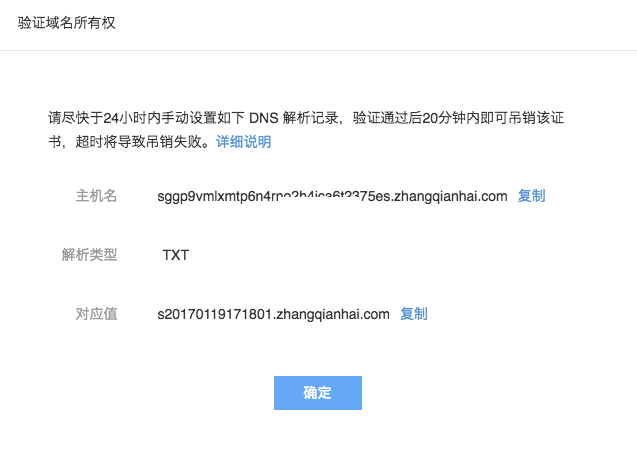 验证域名所有权
请尽快于24小时内手动设置如下 DNS 解析记录，验证通过后20分钟内即可吊销该证
书，超时将导致吊销失败。详细说明
主机名 复制
解析类型 TXT
对应值 s20170119171801.zhangqianhai.com 复制
确定